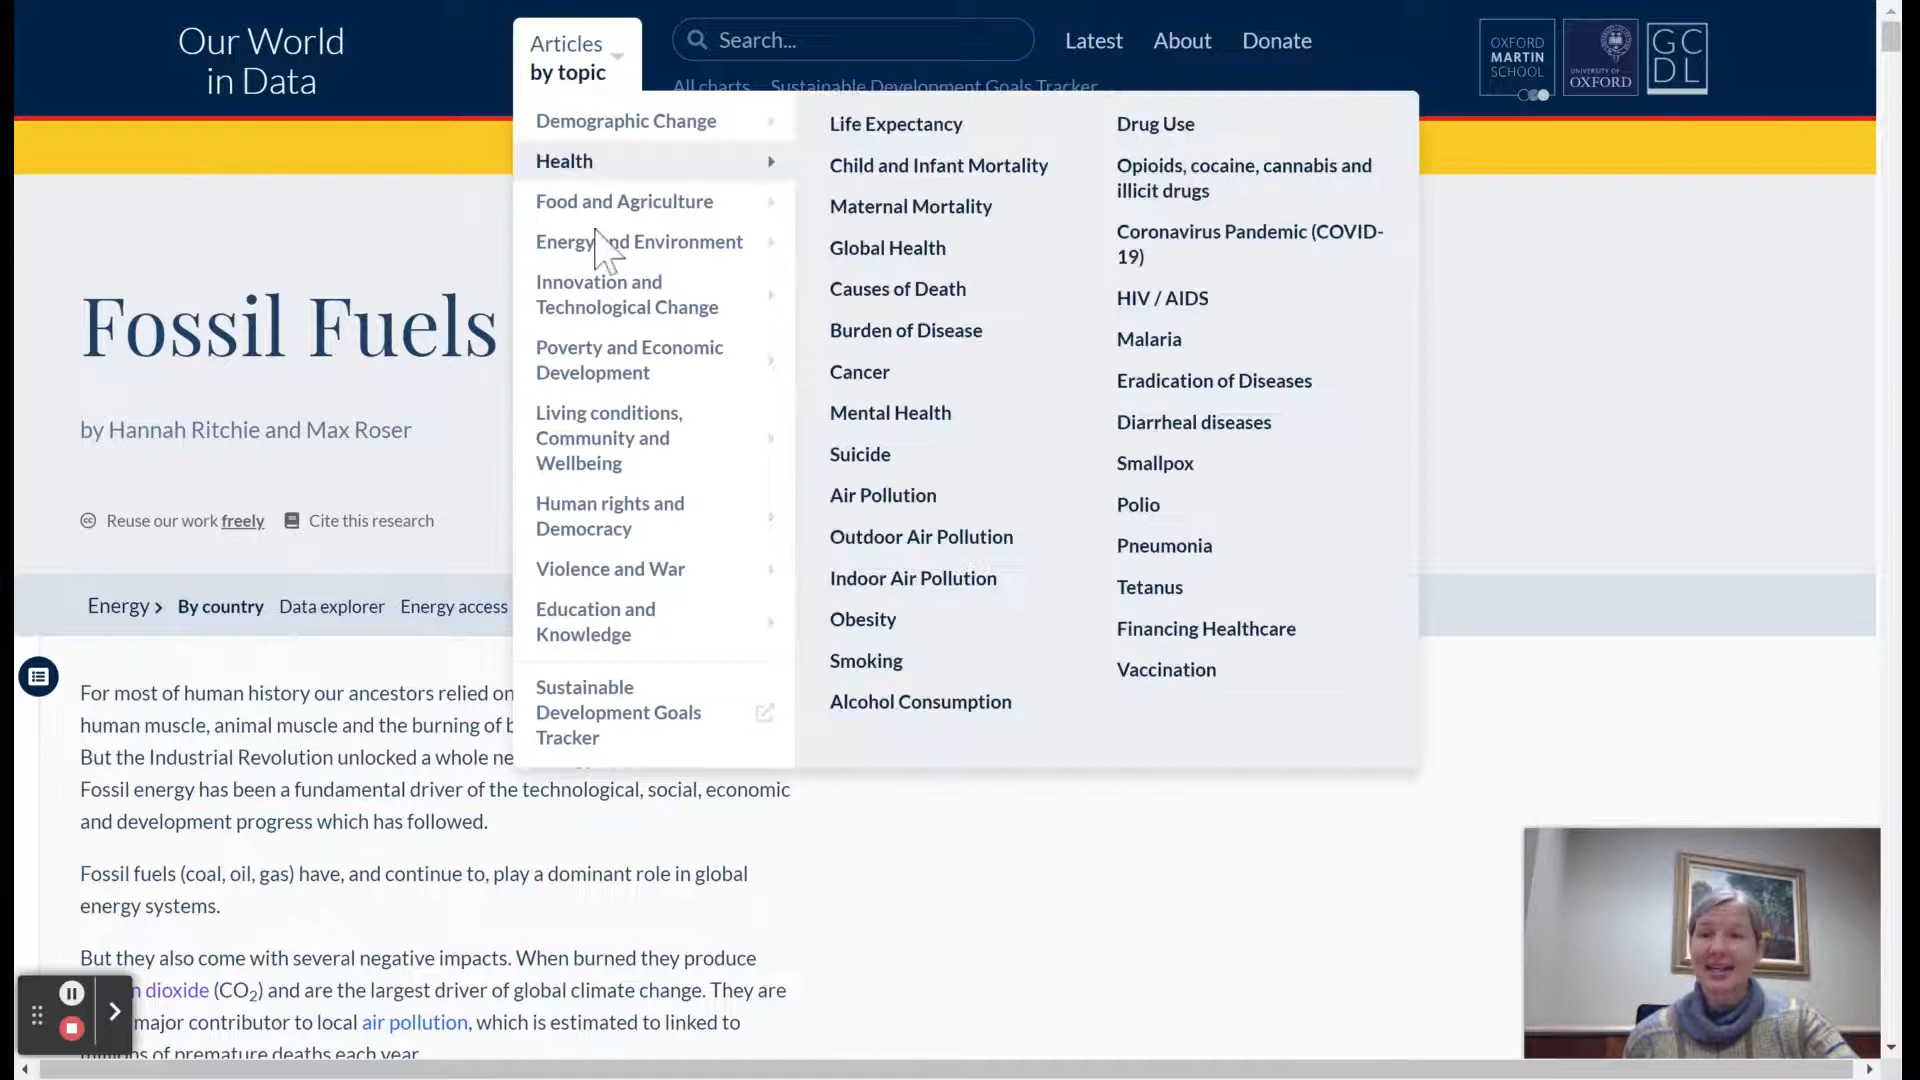 Our World
in Data
Articles
by topic
Search...
Latest
About
Donate
All charts
Sustainable Development Goals Tracker
OXFORD
MARTIN
SCHOOL
UNIVERSITY OF
OXFORD
GC
DL
Demographic Change
Health
Food and Agriculture
Energy and Environment
Innovation and
Technological Change
Poverty and Economic
Development
Living conditions,
Community and
Wellbeing
Human rights and
Democracy
Violence and War
Education and
Knowledge
Sustainable
Development Goals
Tracker
Life Expectancy
Child and Infant Mortality
Maternal Mortality
Global Health
Causes of Death
Burden of Disease
Cancer
Mental Health
Suicide
Air Pollution
Outdoor Air Pollution
Indoor Air Pollution
Obesity
Smoking
Alcohol Consumption
Drug Use
Opioids, cocaine, cannabis and
illicit drugs
Coronavirus Pandemic (COVID-
19)
HIV / AIDS
Malaria
Eradication of Diseases
Diarrheal diseases
Smallpox
Polio
Pneumonia
Tetanus
Financing Healthcare
Vaccination
Fossil Fuels
by Hannah Ritchie and Max Roser
Reuse our work freely
Cite this research
Energy
By country
Data explorer
Energy access
For most of human history our ancestors relied on
human muscle, animal muscle and the burning of
But the Industrial Revolution unlocked a whole
Fossil energy has been a fundamental driver of the technological, social, economic
and development progress which has followed.
Fossil fuels (coal, oil, gas) have, and continue to, play a dominant role in global
energy systems.
But they also come with several negative impacts. When burned they produce
dioxide (CO₂) and are the largest driver of global climate change. They are
major contributor to local air pollution, which is estimated to linked to
of premature deaths each year.